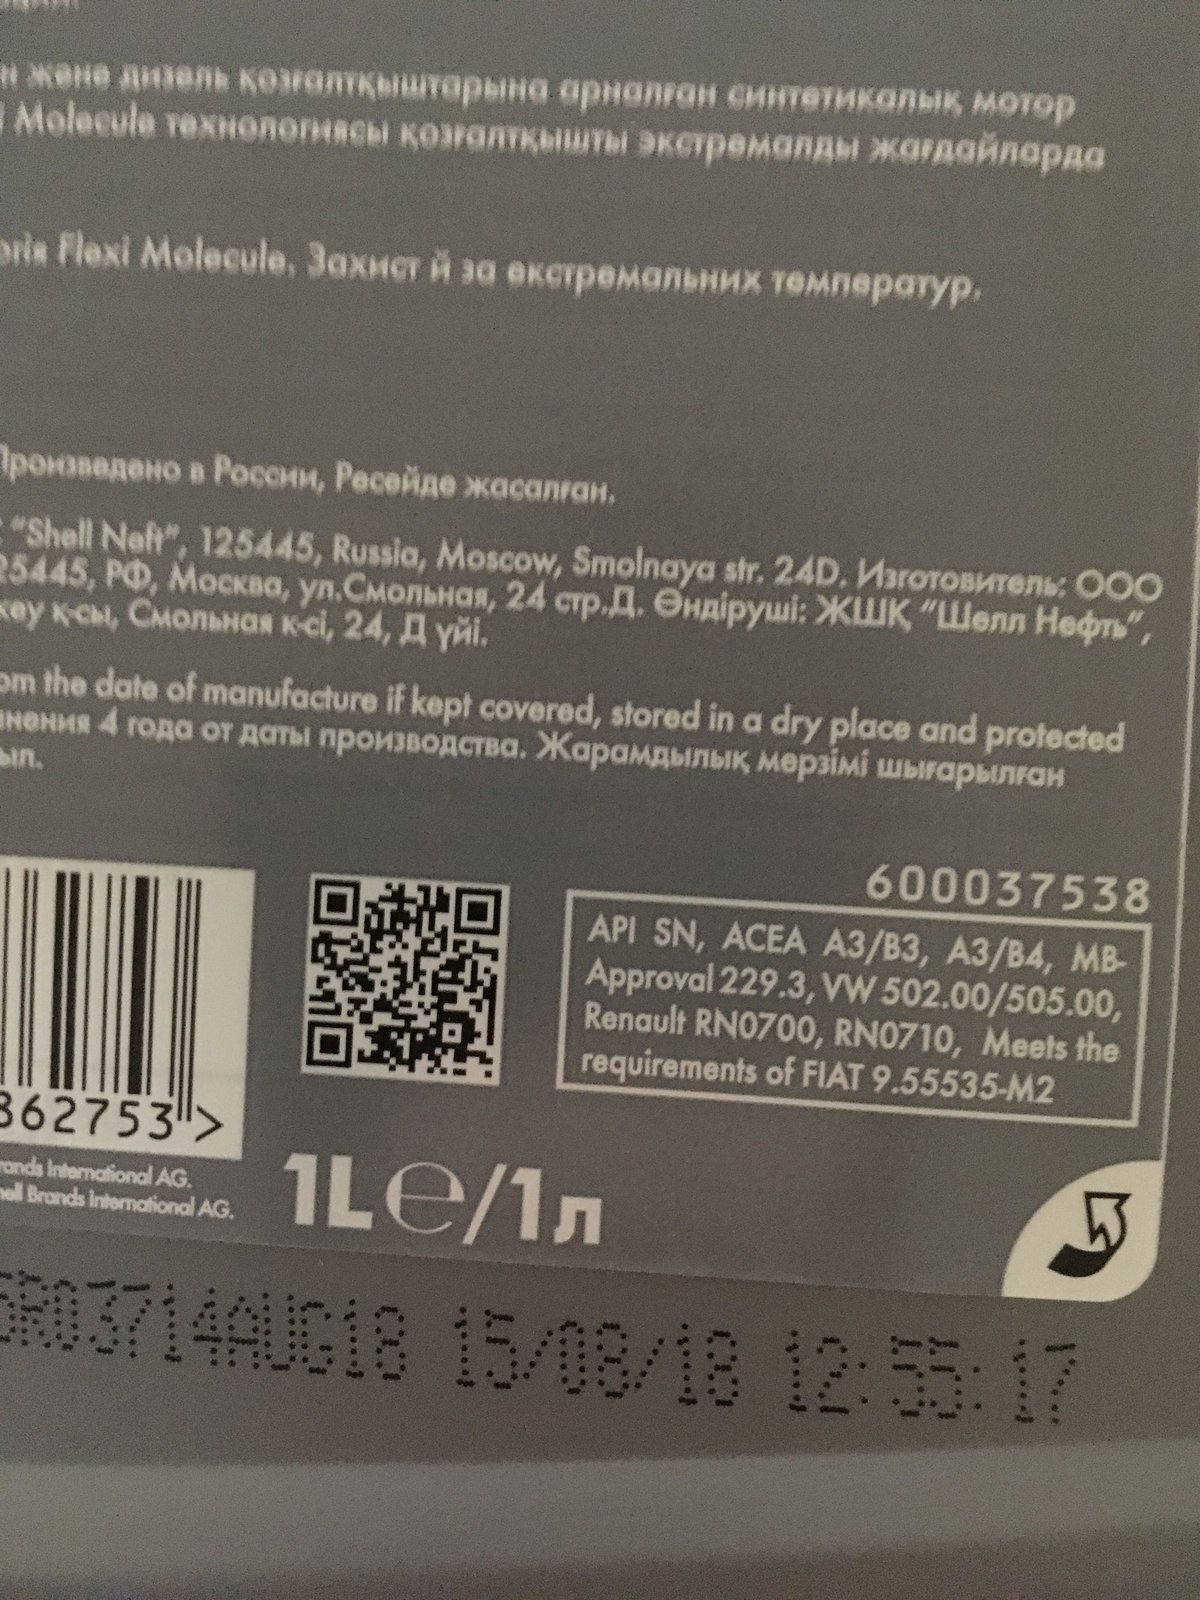 және дизель қозғалтқыштарына арналған синтетикалық мотор
Molecule технологиясы қозғалтқышты экстремалды жағдайларда
Flexi Molecule. Захист й за екстремальних температур.
Произведено в России, Ресейде жасалған.
"Shell Neft", 125445, Russia, Moscow, Smolnaya str. 24D. Изготовитель: ООО
25445, РФ, Москва, ул.Смольная, 24 стр.Д. Өндіруші: ЖШҚ "Шелл Нефть",
қ-сы, Смольная к-сі, 24, Д үйі.
om the date of manufacture if kept covered, stored in a dry place and protected
нения 4 года от даты производства. Жарамдылық мерзімі шығарылған
ып.
600037538
API SN, ACEA A3/B3, A3/B4, MB-
Approval 229.3, VW 502.00/505.00,
Renault RN0700, RN0710, Meets the
requirements of FIAT 9.55535-M2
862753>
rands International AG.
hell Brands International AG.
1L℮/1л
R03714AUG18 15/08/18 12:55:17